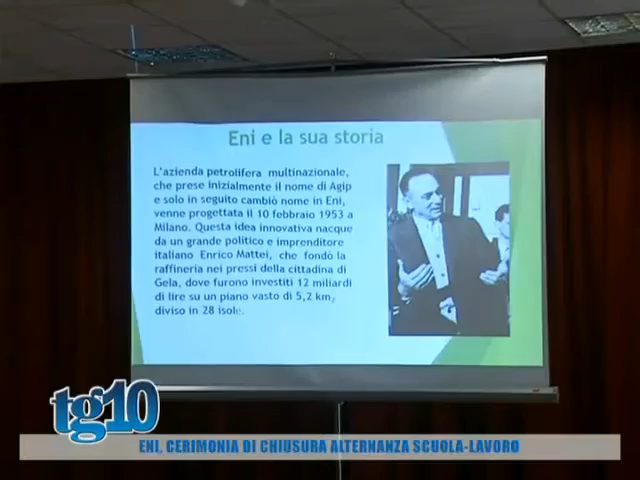 Eni e la sua storia
L'azienda petrolifera multinazionale,
che prese inizialmente il nome di Agip
e solo in seguito cambiò nome in Eni,
venne progettata il 10 febbraio 1953 a
Milano. Questa idea innovativa nacque
da un grande politico e imprenditore
italiano Enrico Mattei, che fondò la
raffineria nei pressi della cittadina di
Gela, dove furono investiti 12 miliardi
di lire su un piano vasto di 5,2 km,
diviso in 28 isole.
tg10
ENI, CERIMONIA DI CHIUSURA ALTERNANZA SCUOLA-LAVORO